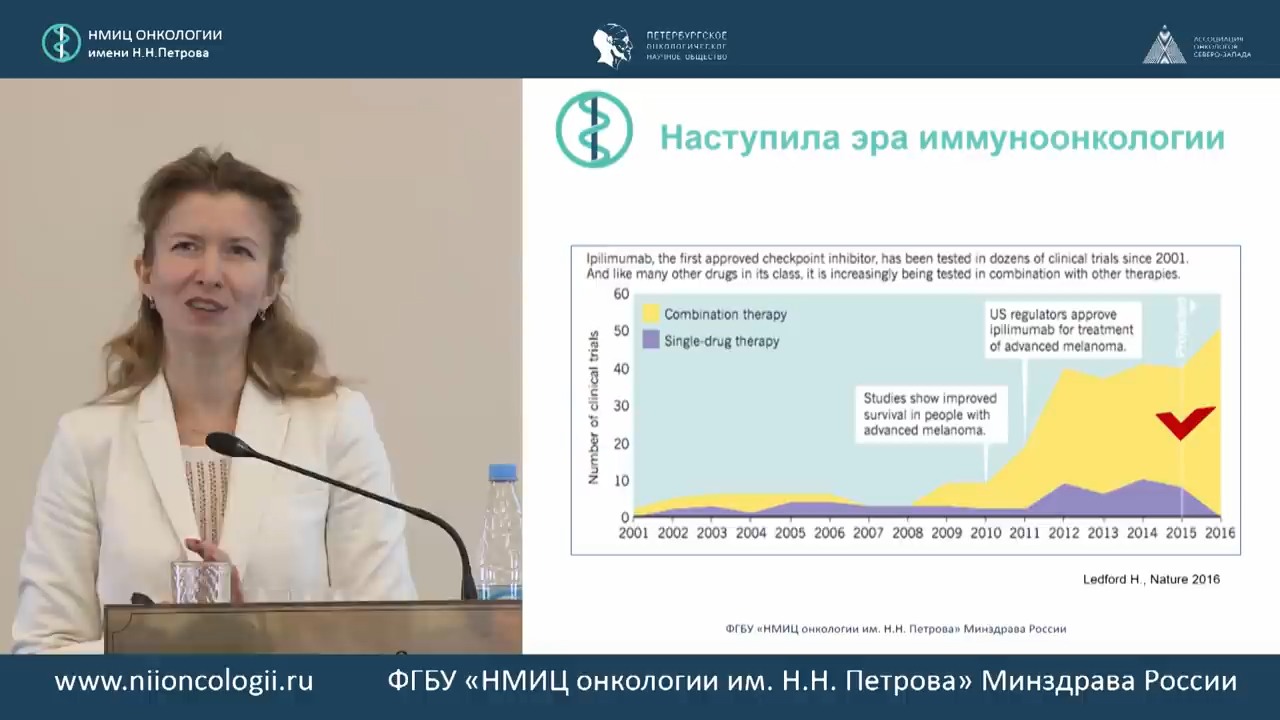 НМИЦ ОНКОЛОГИИ
имени Н.Н.Петрова
ПЕТЕРБУРГСКОЕ
ОНКОЛОГИЧЕСКОЕ
НАУЧНОЕ ОБЩЕСТВО
АССОЦИАЦИЯ
ОНКОЛОГОВ
СЕВЕРО-ЗАПАДА
Наступила эра иммуноонкологии
Ipilimumab, the first approved checkpoint inhibitor, has been tested in dozens of clinical trials since 2001.
And like many other drugs in its class, it is increasingly being tested in combination with other therapies.
Number of clinical trials
60
50
40
30
20
10
0
Combination therapy
Single-drug therapy
Studies show improved
survival in people with
advanced melanoma.
US regulators approve
ipilimumab for treatment
of advanced melanoma.
Projected
2001 2002 2003 2004 2005 2006 2007 2008 2009 2010 2011 2012 2013 2014 2015 2016
Ledford H., Nature 2016
ФГБУ «НМИЦ онкологии им. Н.Н. Петрова» Минздрава России
www.niioncologii.ru
ФГБУ «НМИЦ онкологии им. Н.Н. Петрова» Минздрава России